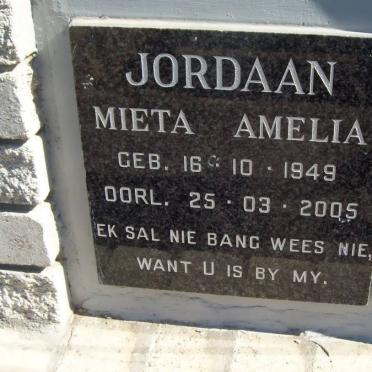 JORDAAN
MIETA AMELIA
GEB. 16 · 10 · 1949
OORL. 25 · 03 · 2005
EK SAL NIE BANG WEES NIE,
WANT U IS BY MY.